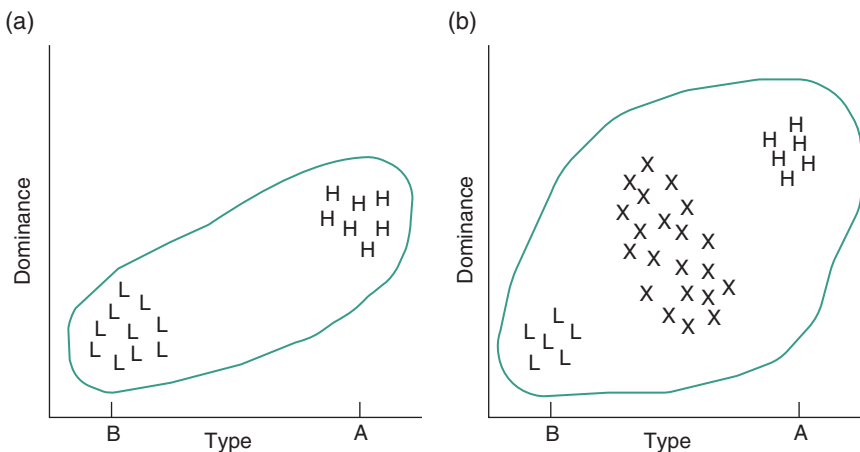 (a)
Dominance
H H H
H H H
H
L
L L
L L L
L L L
L
B A
Type
(b)
Dominance
H
H H
H H
H
X
X X
X X
X X
X X X
X X
X X
X
X X X
X X
X
L
L L
L
L L
B A
Type